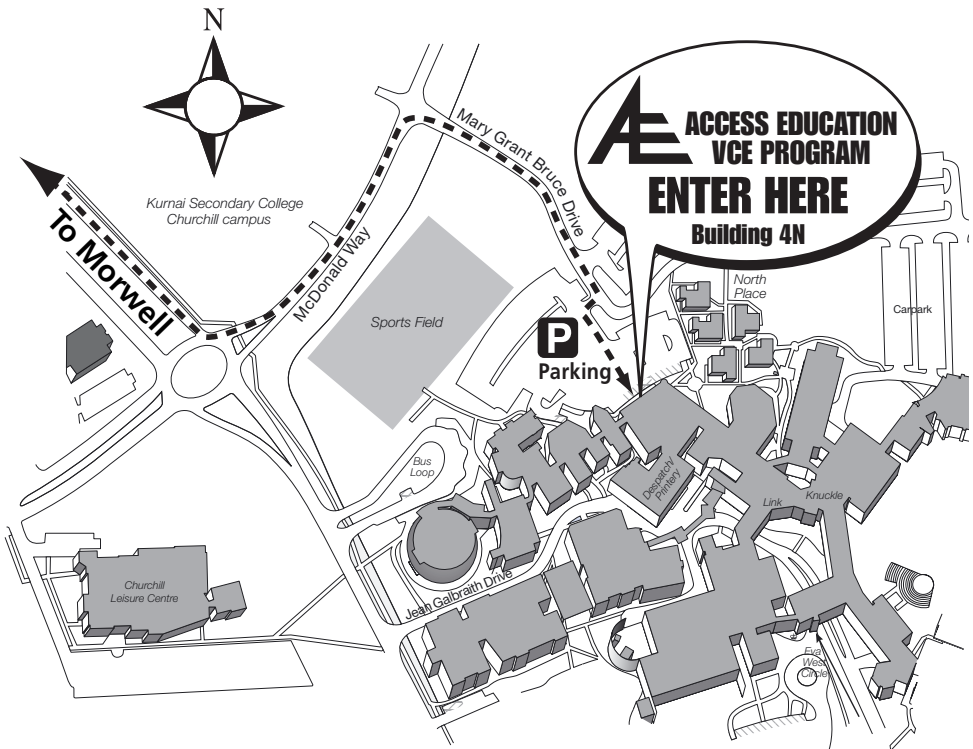 N
AE ACCESS EDUCATION
VCE PROGRAM
ENTER HERE
Building 4N
Mary Grant Bruce Drive
Kurnai Secondary College
Churchill campus
To Morwell
McDonald Way
Sports Field
North
Place
Carpark
P
Parking
Bus
Loop
Despatch/
Printery
Link
Knuckle
Churchill
Leisure Centre
Jean Galbraith Drive
Eva
West
Circle